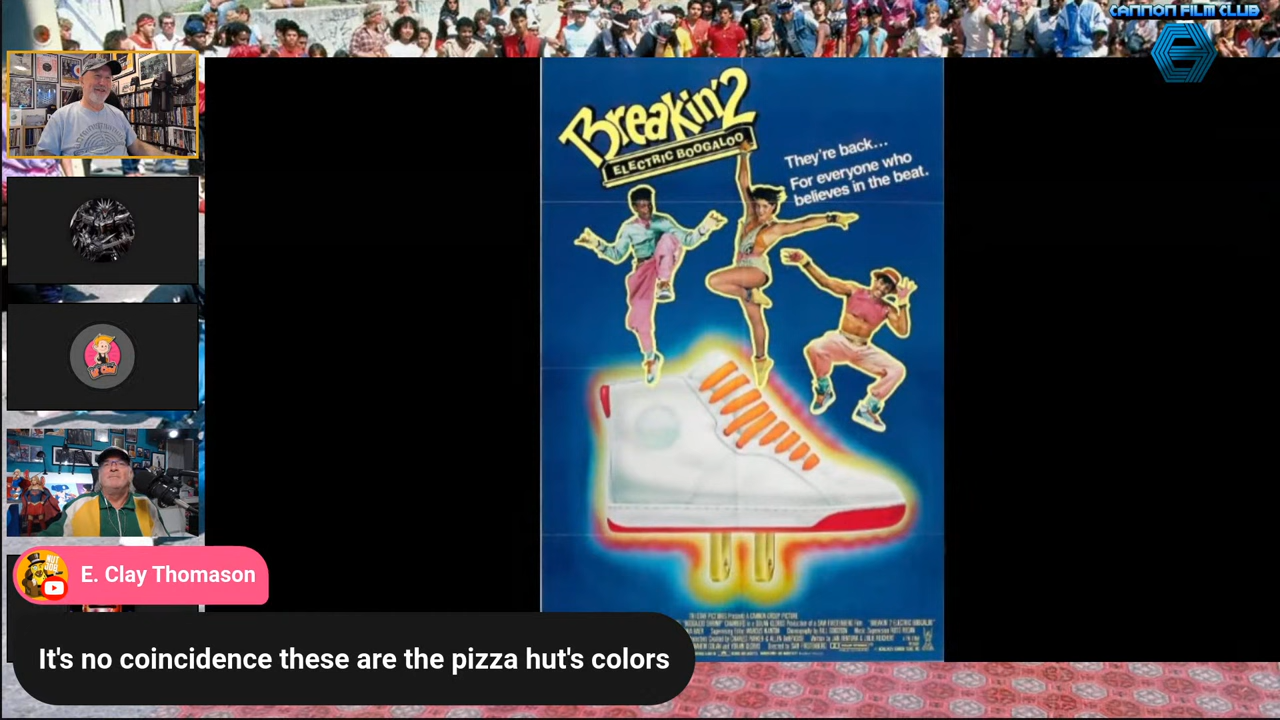 CANNON FILM CLUB
Breakin' 2
ELECTRIC BOOGALOO
They're back...
For everyone who
believes in the beat.
E. Clay Thomason
It's no coincidence these are the pizza hut's colors